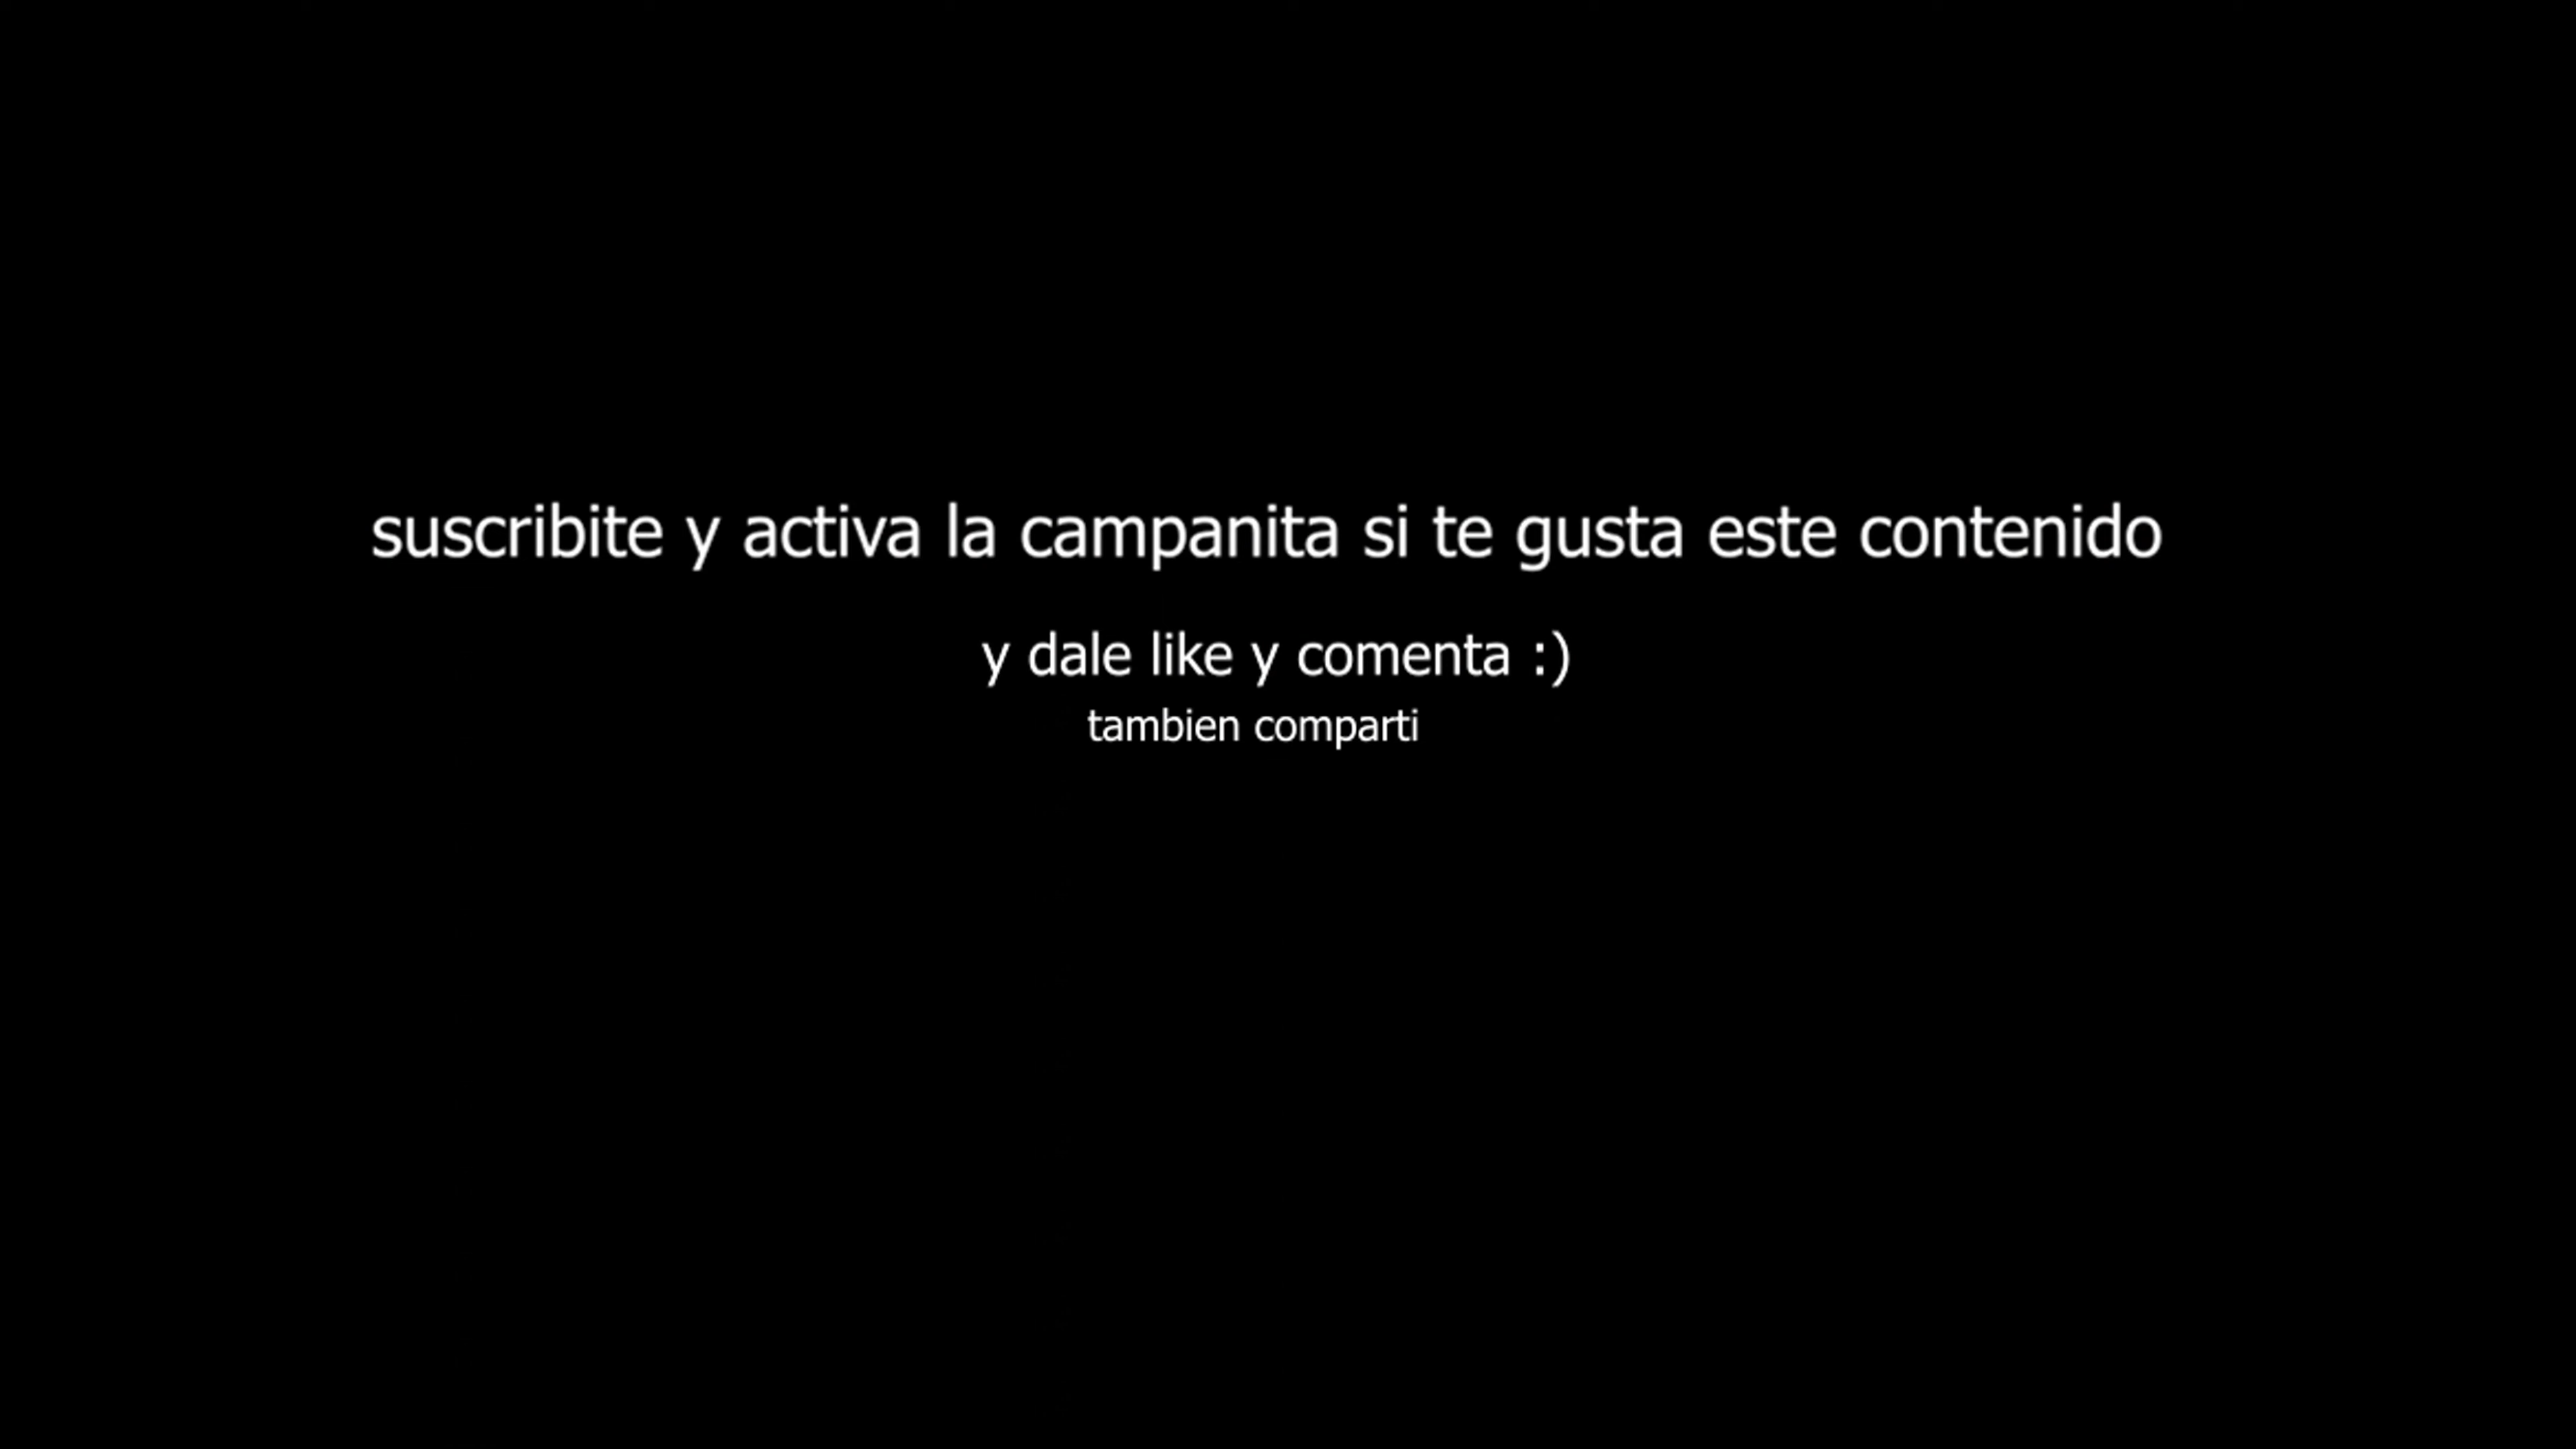 suscribite y activa la campanita si te gusta este contenido
y dale like y comenta :)
tambien comparti